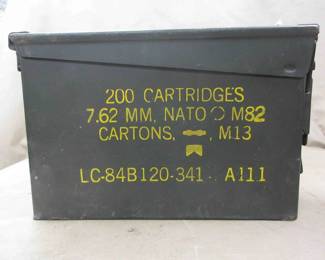 200 CARTRIDGES
7.62 MM, NATO M82
CARTONS, M13
LC-84B120-341 A111